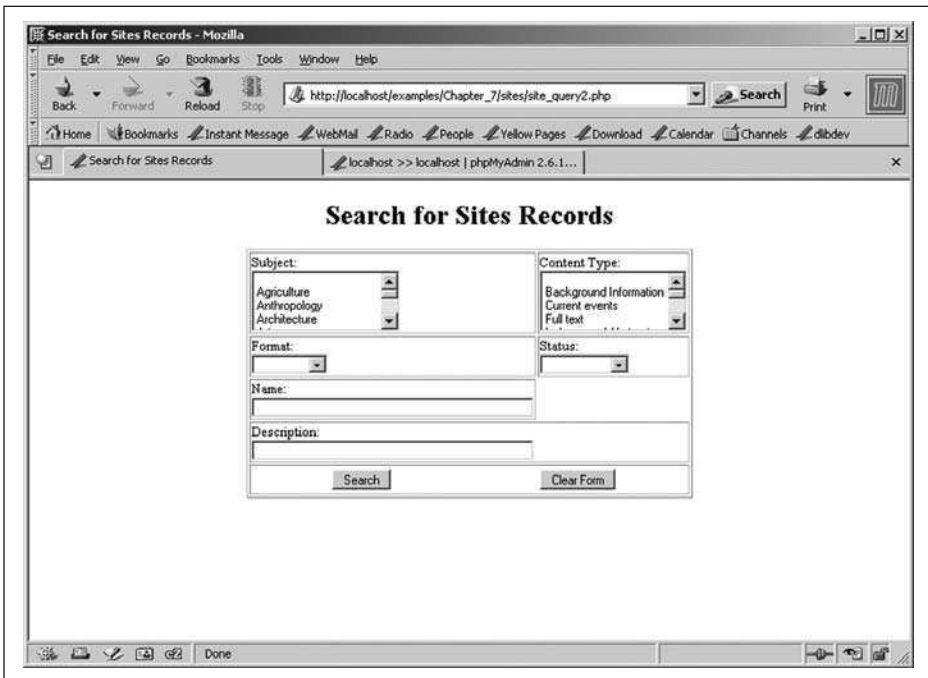 Search for Sites Records - Mozilla
File Edit View Go Bookmarks Tools Window Help
Back Forward Reload Stop http://localhost/examples/Chapter_7/sites/site_query2.php Search Print
Home Bookmarks Instant Message WebMail Radio People Yellow Pages Download Calendar Channels dlbdev
Search for Sites Records localhost >> localhost | phpMyAdmin 2.6.1...
Search for Sites Records
Subject: Content Type:
Agriculture Background Information
Anthropology Current events
Architecture Full text
Format: Status:
Name:
Description:
Search Clear Form
Done